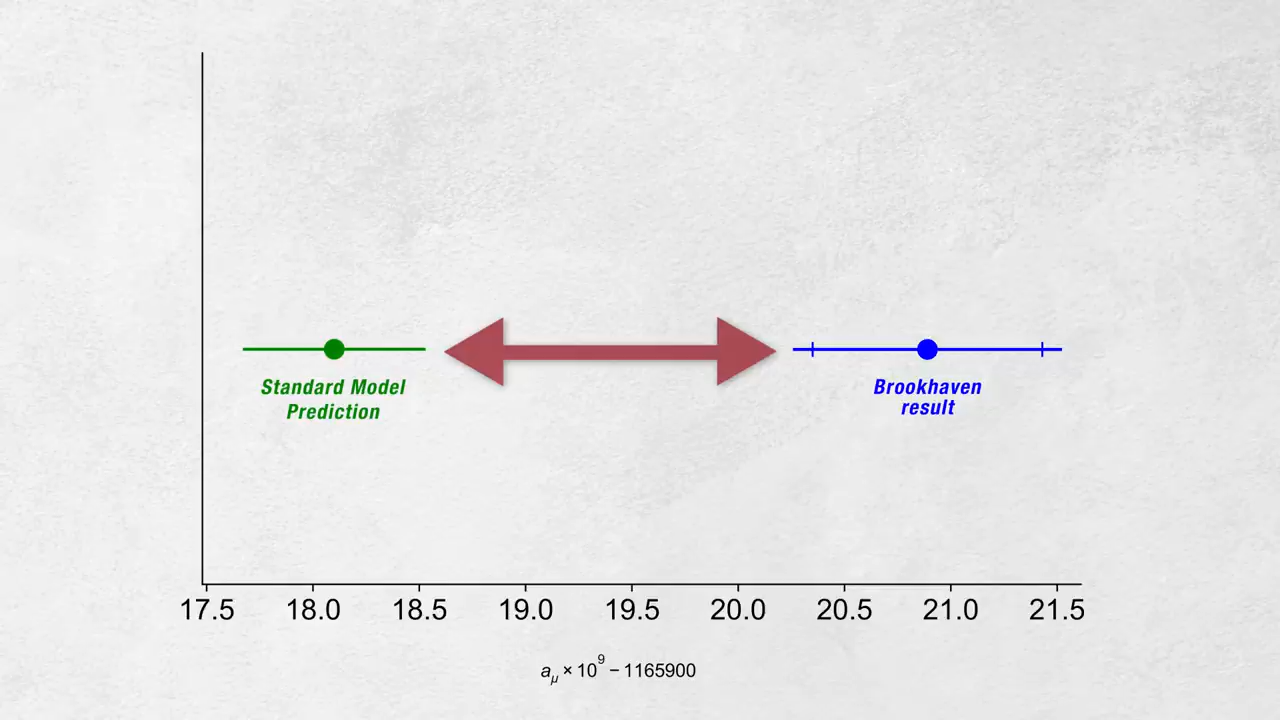 Standard Model
Prediction
Brookhaven
result
17.5 18.0 18.5 19.0 19.5 20.0 20.5 21.0 21.5
aμ × 10⁹ − 1165900